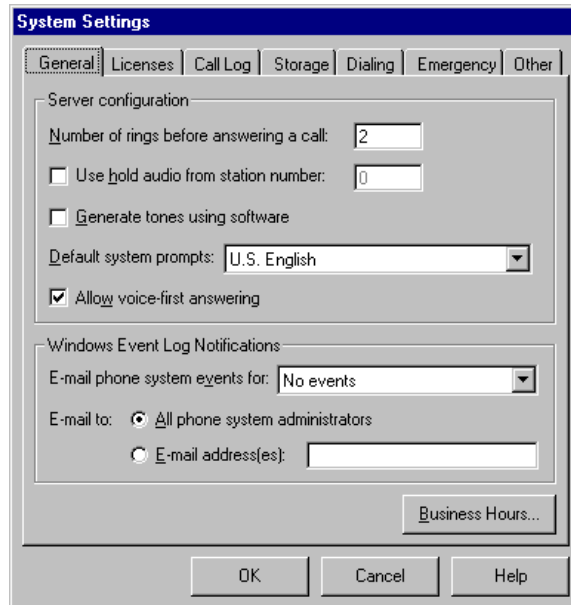 System Settings
General Licenses Call Log Storage Dialing Emergency Other
Server configuration
Number of rings before answering a call: 2
Use hold audio from station number: 0
Generate tones using software
Default system prompts: U.S. English
Allow voice-first answering
Windows Event Log Notifications
E-mail phone system events for: No events
E-mail to: All phone system administrators
E-mail address(es):
Business Hours...
OK Cancel Help